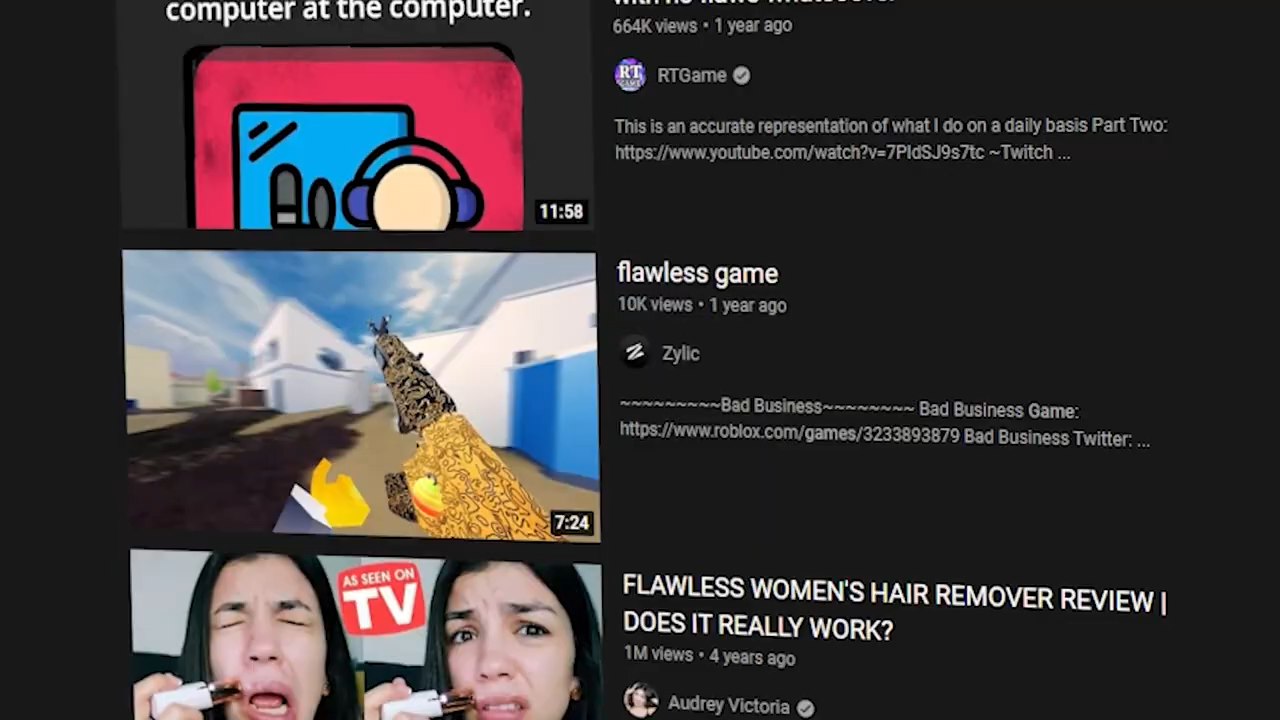 computer at the computer.
11:58
664K views • 1 year ago
RT
RTGame
This is an accurate representation of what I do on a daily basis Part Two:
https://www.youtube.com/watch?v=7PIdSJ9s7tc ~Twitch ...
7:24
flawless game
10K views • 1 year ago
Zylic
~~~~~~~~~Bad Business~~~~~~~~ Bad Business Game:
https://www.roblox.com/games/3233893879 Bad Business Twitter: ...
AS SEEN ON
TV
FLAWLESS WOMEN'S HAIR REMOVER REVIEW |
DOES IT REALLY WORK?
1M views • 4 years ago
Audrey Victoria